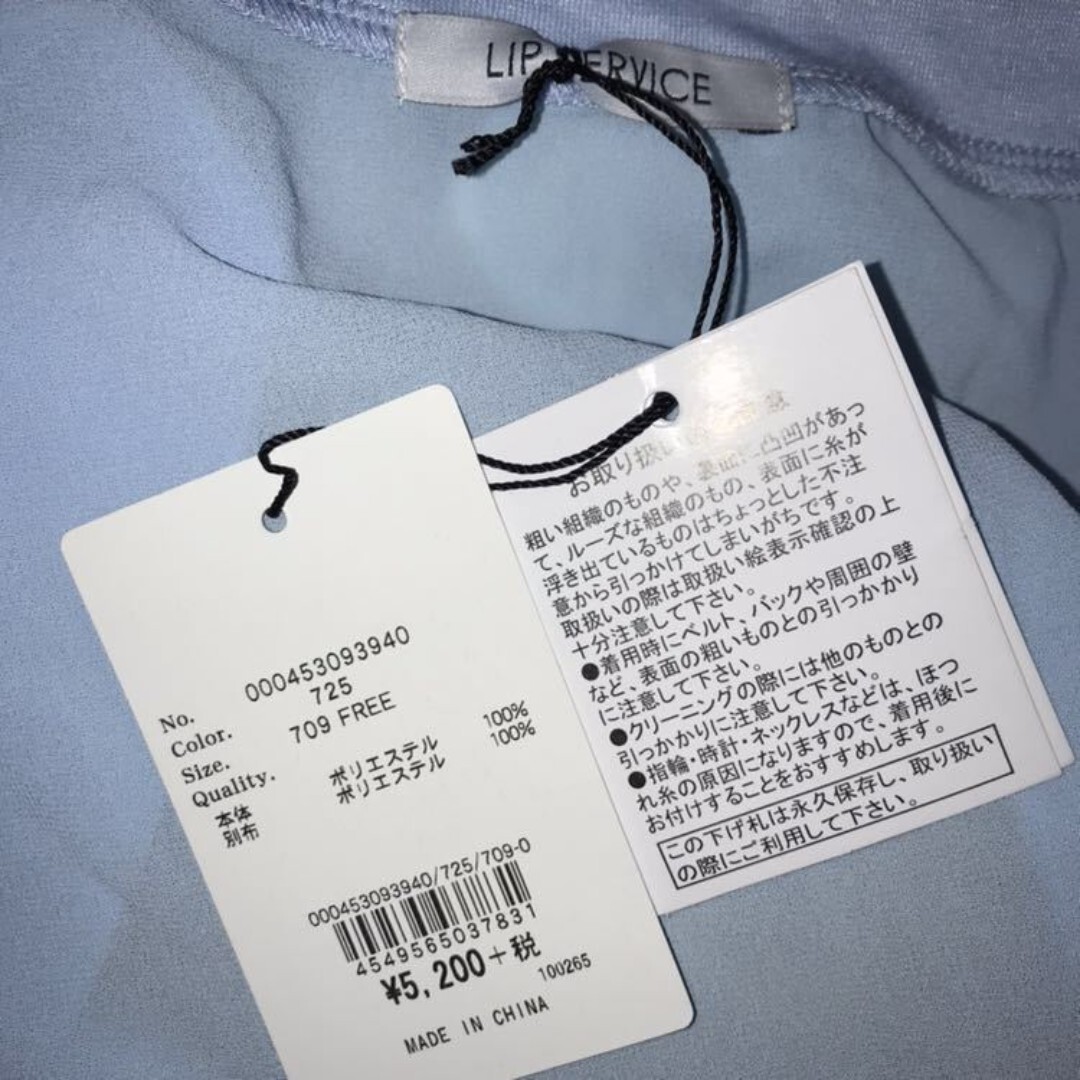 LIP SERVICE
No. 000453093940
Color. 725
Size. 709 FREE
Quality.
本体 ポリエステル 100%
別布 ポリエステル 100%
000453093940/725/709-0
4549565037831
¥5,200+税
100265
MADE IN CHINA
お取り扱い
粗い組織のものや、表面に凸凹があっ
て、ルーズな組織のもの、表面に糸が
浮き出ているものはちょっとした不注
意から引っかけてしまいがちです。
取扱いの際は取扱い絵表示確認の上
十分注意して下さい。
●着用時にベルト、バックや周囲の壁
など、表面の粗いものとの引っかかり
に注意して下さい。
●クリーニングの際には他のものとの
引っかかりに注意して下さい。
●指輪・時計・ネックレスなどは、ほつ
れ糸の原因になりますので、着用後に
お付けすることをおすすめします。
この下げ札は永久保存し、取り扱い
の際にご利用して下さい。